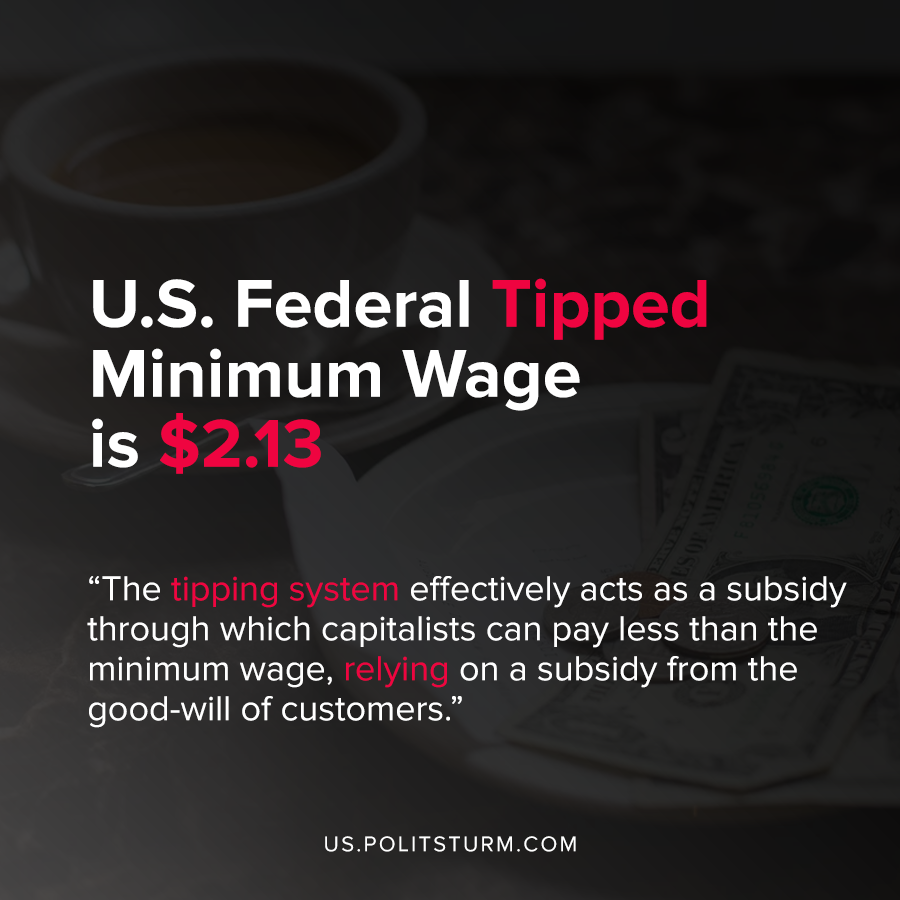 U.S. Federal Tipped
Minimum Wage
is $2.13
“The tipping system effectively acts as a subsidy
through which capitalists can pay less than the
minimum wage, relying on a subsidy from the
good-will of customers.”
US.POLITSTURM.COM